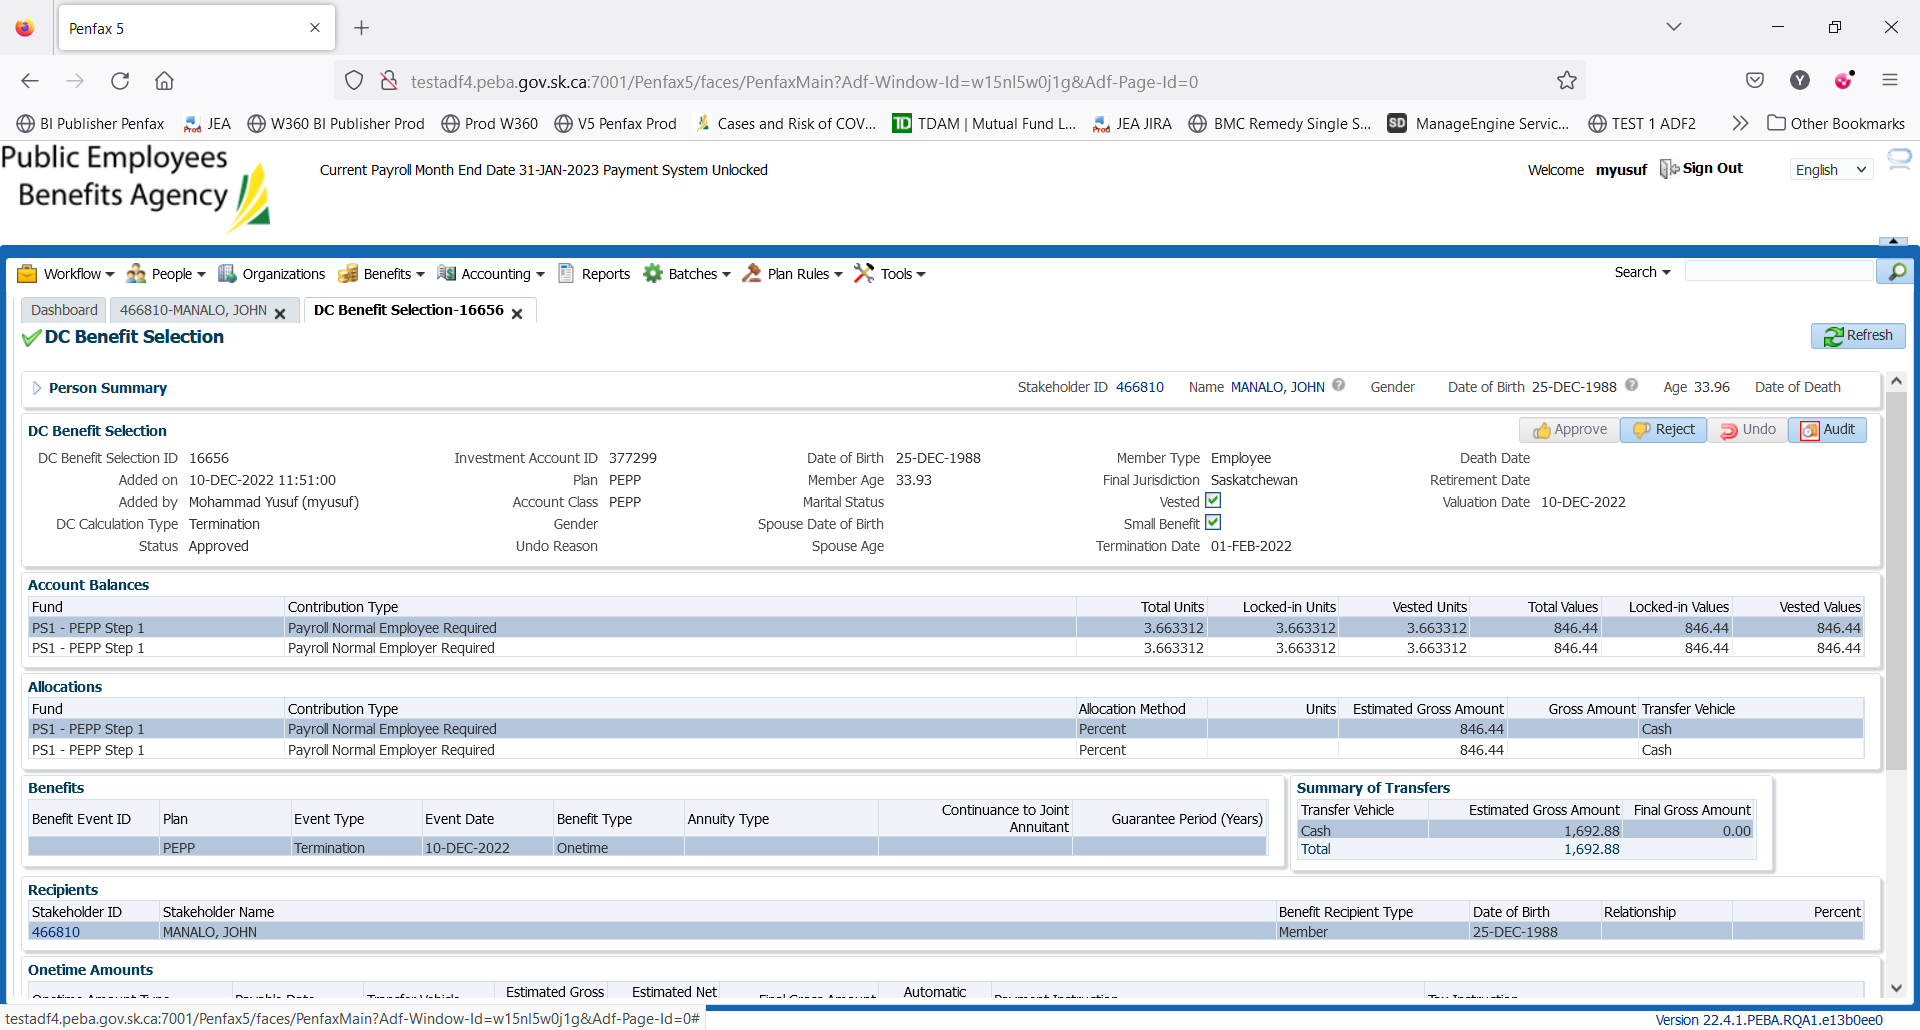 Penfax 5
testadf4.peba.gov.sk.ca:7001/Penfax5/faces/PenfaxMain?Adf-Window-Id=w15nl5w0j1g&Adf-Page-Id=0
Y
BI Publisher Penfax JEA W360 BI Publisher Prod Prod W360 V5 Penfax Prod Cases and Risk of COV... TD TDAM | Mutual Fund L... JEA JIRA BMC Remedy Single S... SD ManageEngine Servic... TEST 1 ADF2 Other Bookmarks
Public Employees
Benefits Agency
Current Payroll Month End Date 31-JAN-2023 Payment System Unlocked
Welcome myusuf Sign Out English
Workflow People Organizations Benefits Accounting Reports Batches Plan Rules Tools Search
Dashboard 466810-MANALO, JOHN DC Benefit Selection-16656
DC Benefit Selection Refresh
Person Summary Stakeholder ID 466810 Name MANALO, JOHN Gender Date of Birth 25-DEC-1988 Age 33.96 Date of Death
DC Benefit Selection Approve Reject Undo Audit
DC Benefit Selection ID 16656 Investment Account ID 377299 Date of Birth 25-DEC-1988 Member Type Employee Death Date
Added on 10-DEC-2022 11:51:00 Plan PEPP Member Age 33.93 Final Jurisdiction Saskatchewan Retirement Date
Added by Mohammad Yusuf (myusuf) Account Class PEPP Marital Status Vested Valuation Date 10-DEC-2022
DC Calculation Type Termination Gender Spouse Date of Birth Small Benefit
Status Approved Undo Reason Spouse Age Termination Date 01-FEB-2022
Account Balances
Fund Contribution Type Total Units Locked-in Units Vested Units Total Values Locked-in Values Vested Values
PS1 - PEPP Step 1 Payroll Normal Employee Required 3.663312 3.663312 3.663312 846.44 846.44 846.44
PS1 - PEPP Step 1 Payroll Normal Employer Required 3.663312 3.663312 3.663312 846.44 846.44 846.44
Allocations
Fund Contribution Type Allocation Method Units Estimated Gross Amount Gross Amount Transfer Vehicle
PS1 - PEPP Step 1 Payroll Normal Employee Required Percent 846.44 Cash
PS1 - PEPP Step 1 Payroll Normal Employer Required Percent 846.44 Cash
Benefits
Benefit Event ID Plan Event Type Event Date Benefit Type Annuity Type Continuance to Joint Annuitant Guarantee Period (Years)
PEPP Termination 10-DEC-2022 Onetime
Summary of Transfers
Transfer Vehicle Estimated Gross Amount Final Gross Amount
Cash 1,692.88 0.00
Total 1,692.88
Recipients
Stakeholder ID Stakeholder Name Benefit Recipient Type Date of Birth Relationship Percent
466810 MANALO, JOHN Member 25-DEC-1988
Onetime Amounts
Onetime Amount Type Payable Date Transfer Vehicle Estimated Gross Estimated Net Final Gross Amount Automatic Payment Instruction Tax Instruction
testadf4.peba.gov.sk.ca:7001/Penfax5/faces/PenfaxMain?Adf-Window-Id=w15nl5w0j1g&Adf-Page-Id=0#
Version 22.4.1.PEBA.RQA1.e13b0ee0